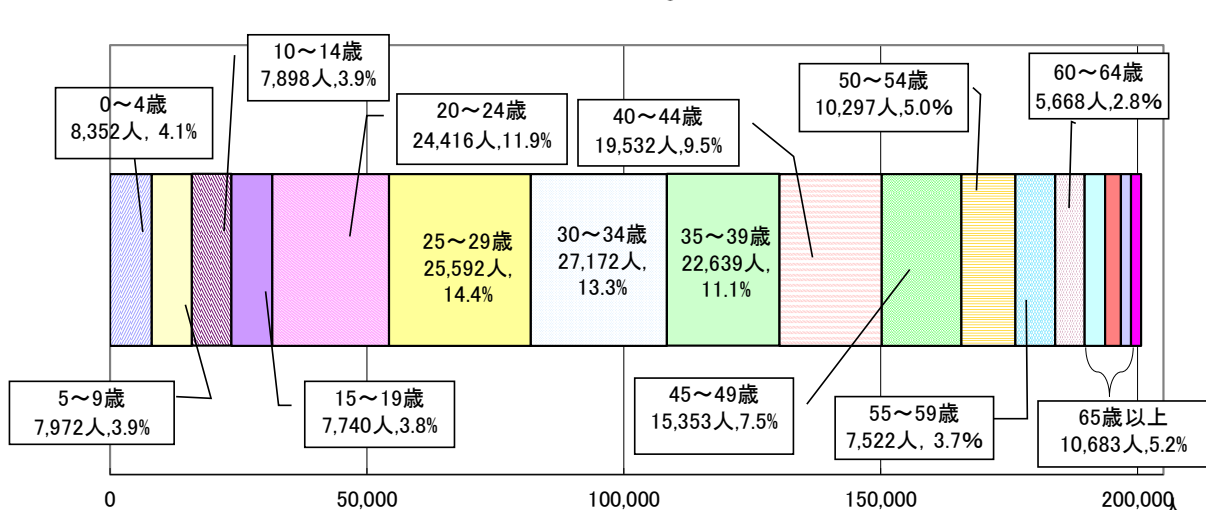 10～14歳
7,898人,3.9%
0～4歳
8,352人, 4.1%
20～24歳
24,416人,11.9%
40～44歳
19,532人,9.5%
50～54歳
10,297人,5.0%
60～64歳
5,668人,2.8%
25～29歳
25,592人,
14.4%
30～34歳
27,172人,
13.3%
35～39歳
22,639人,
11.1%
5～9歳
7,972人,3.9%
15～19歳
7,740人,3.8%
45～49歳
15,353人,7.5%
55～59歳
7,522人, 3.7%
65歳以上
10,683人,5.2%
0
50,000
100,000
150,000
200,000
人